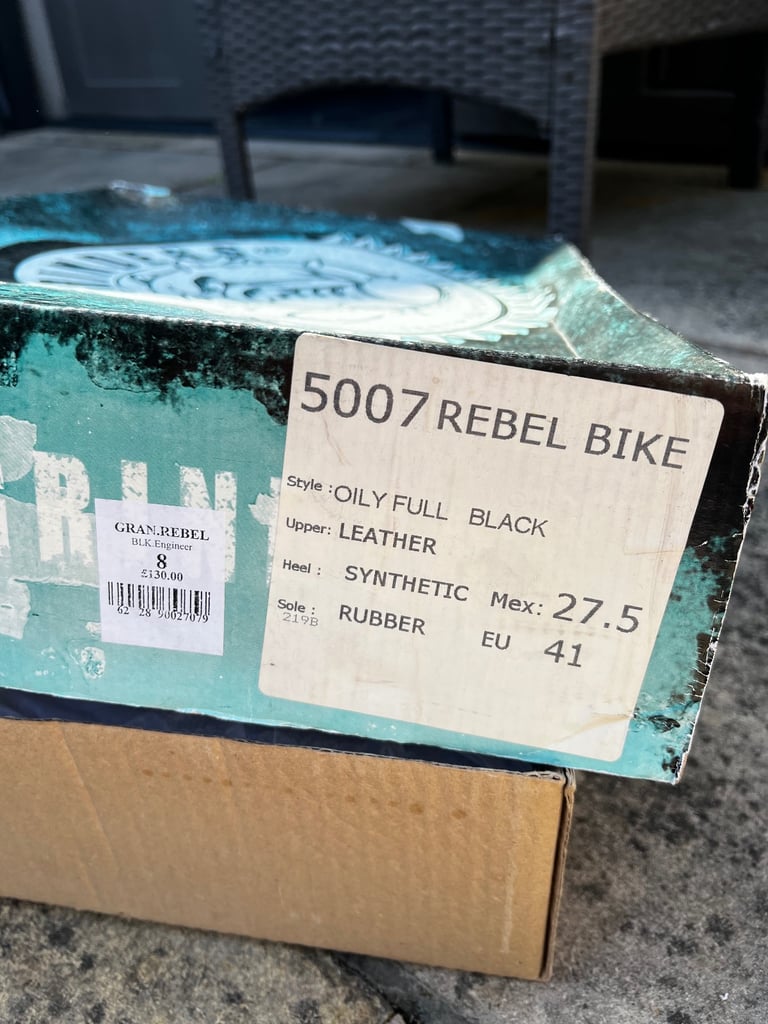 5007 REBEL BIKE
Style : OILY FULL BLACK
Upper: LEATHER
Heel : SYNTHETIC Mex: 27.5
Sole : RUBBER EU 41
219B
GRAN.REBEL
BLK.Engineer
8
£130.00
62 28 90027079